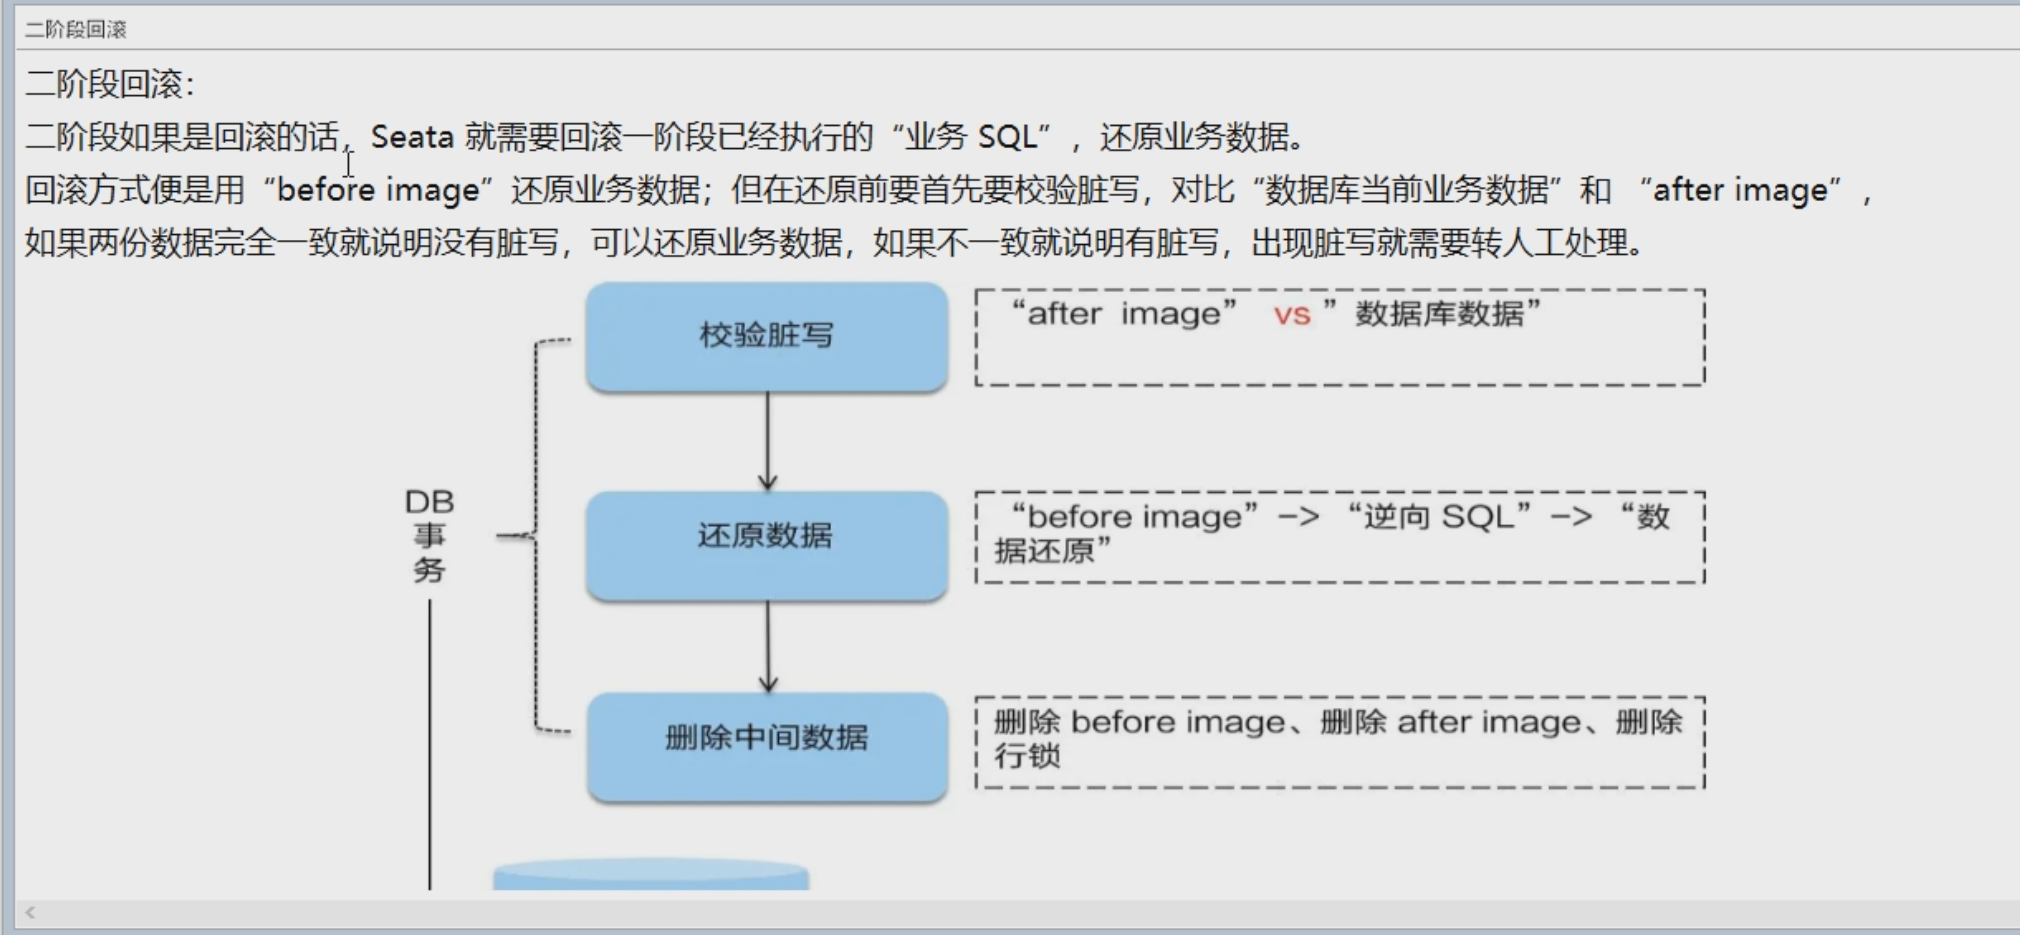 二阶段回滚
二阶段回滚：
二阶段如果是回滚的话，Seata 就需要回滚一阶段已经执行的“业务 SQL”，还原业务数据。
回滚方式便是用“before image”还原业务数据；但在还原前要首先要校验脏写，对比“数据库当前业务数据”和 “after image”，
如果两份数据完全一致就说明没有脏写，可以还原业务数据，如果不一致就说明有脏写，出现脏写就需要转人工处理。
校验脏写
“after image” vs ”数据库数据”
DB
事
务
还原数据
“before image” –> “逆向 SQL” –> “数
据还原”
删除中间数据
删除 before image、删除 after image、删除
行锁